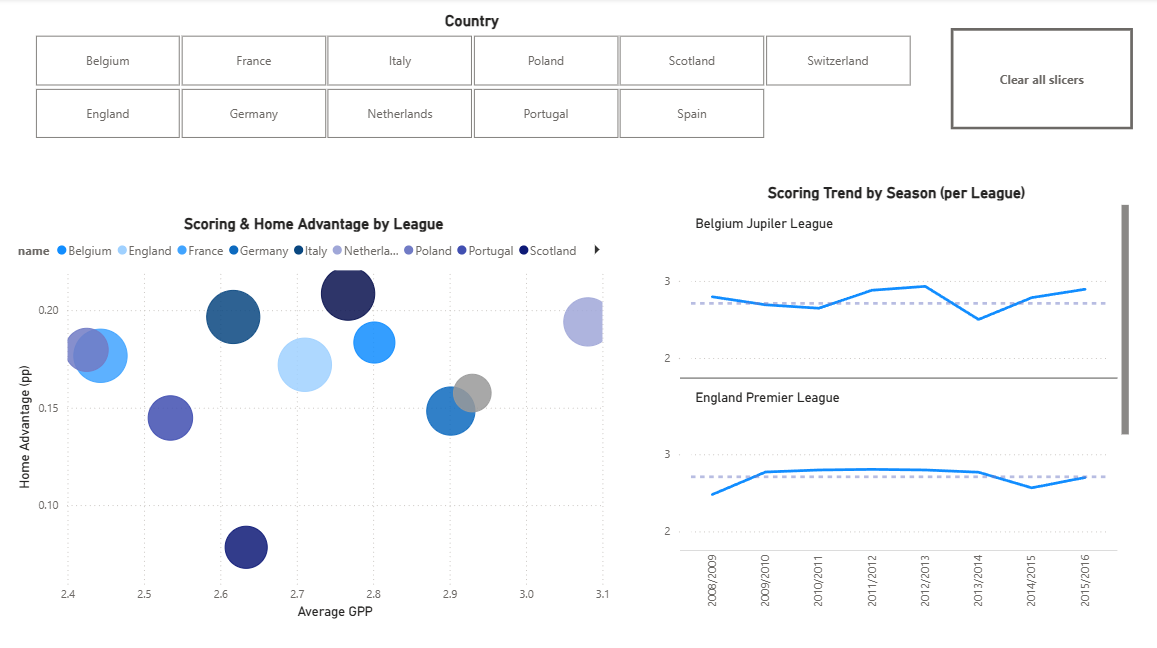 Country
Belgium France Italy Poland Scotland Switzerland
England Germany Netherlands Portugal Spain
Clear all slicers
Scoring & Home Advantage by League
name Belgium England France Germany Italy Netherla... Poland Portugal Scotland
Home Advantage (pp)
0.20
0.15
0.10
2.4 2.5 2.6 2.7 2.8 2.9 3.0 3.1
Average GPP
Scoring Trend by Season (per League)
Belgium Jupiler League
3
2
England Premier League
3
2
2008/2009 2009/2010 2010/2011 2011/2012 2012/2013 2013/2014 2014/2015 2015/2016